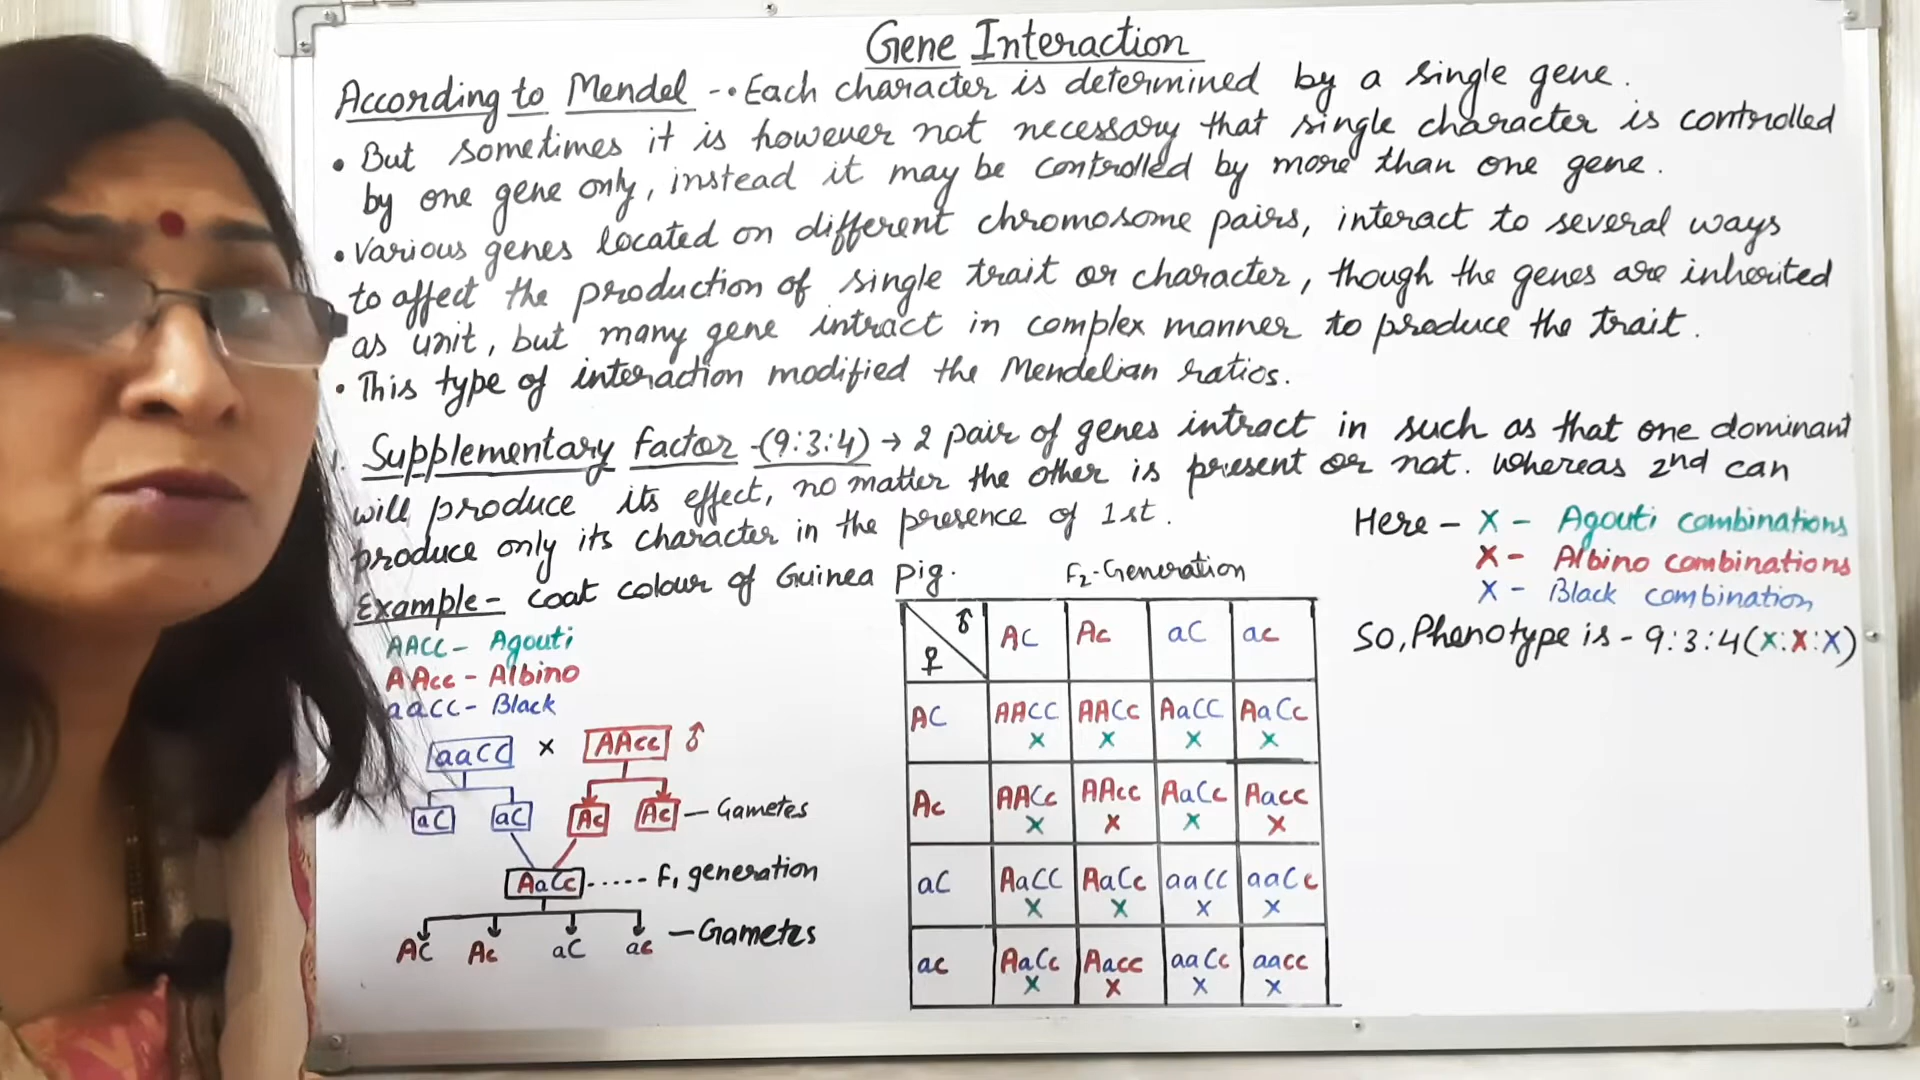 Gene Interaction
According to Mendel -• Each character is determined by a single gene.
• But sometimes it is however not necessary that single character is controlled
by one gene only, instead it may be controlled by more than one gene.
• Various genes located on different chromosome pairs, interact to several ways
to affect the production of single trait or character, though the genes are inherited
as unit, but many gene intract in complex manner to produce the trait.
• This type of interaction modified the Mendelian ratios.
1. Supplementary factor -(9:3:4) → 2 pair of genes intract in such as that one dominant
will produce its effect, no matter the other is present or not. Whereas 2nd can
produce only its character in the presence of 1st.
Example- Coat colour of Guinea pig.
AACC- Agouti
AAcc - Albino
aaCC- Black
aaCC x AAcc ♂
aC aC Ac Ac - Gametes
AaCc ----- F1 generation
AC Ac aC ac - Gametes
F2-Generation
♂ ♀ AC Ac aC ac
AC AACC x AACc x AaCC x AaCc x
Ac AACc x AAcc x AaCc x Aacc x
aC AaCC x AaCc x aaCC x aaCc x
ac AaCc x Aacc x aaCc x aacc x
Here - x - Agouti combinations
x - Albino combinations
x - Black combination
So, Phenotype is - 9:3:4 (x:x:x)